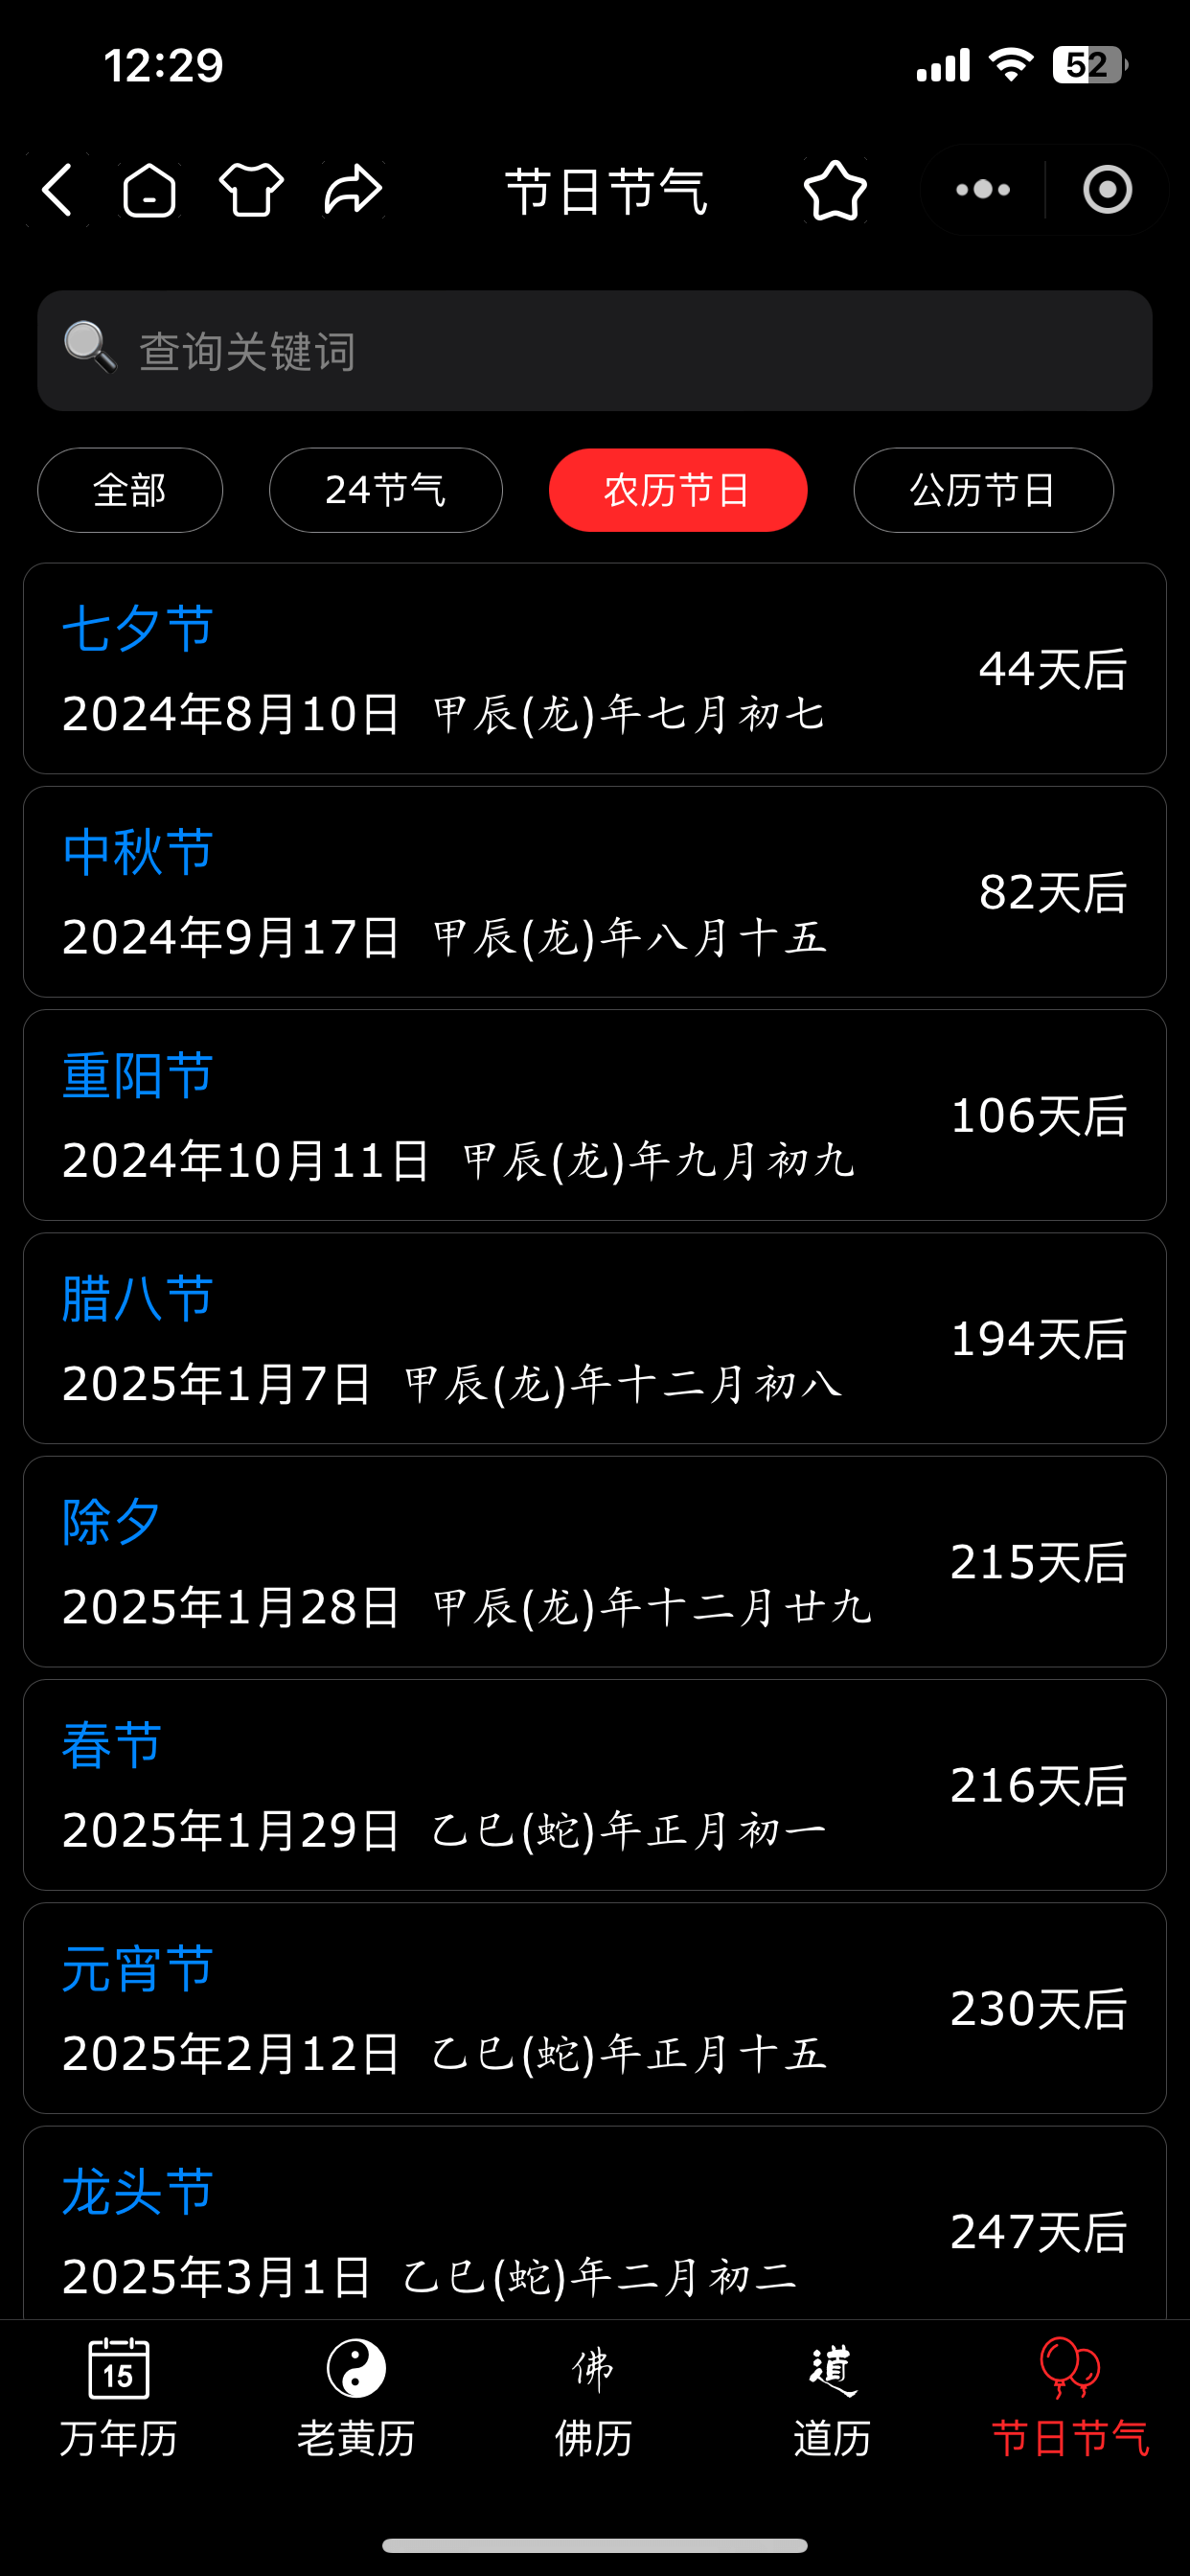 12:29
52
节日节气
查询关键词
全部
24节气
农历节日
公历节日
七夕节
2024年8月10日 甲辰(龙)年七月初七
44天后
中秋节
2024年9月17日 甲辰(龙)年八月十五
82天后
重阳节
2024年10月11日 甲辰(龙)年九月初九
106天后
腊八节
2025年1月7日 甲辰(龙)年十二月初八
194天后
除夕
2025年1月28日 甲辰(龙)年十二月廿九
215天后
春节
2025年1月29日 乙巳(蛇)年正月初一
216天后
元宵节
2025年2月12日 乙巳(蛇)年正月十五
230天后
龙头节
2025年3月1日 乙巳(蛇)年二月初二
247天后
15
佛
道
万年历
老黄历
佛历
道历
节日节气